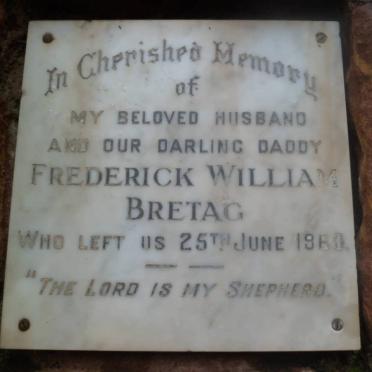 In Cherished Memory
of
MY BELOVED HUSBAND
AND OUR DARLING DADDY
FREDERICK WILLIAM
BRETAG
WHO LEFT US 25TH JUNE 1960.
"THE LORD IS MY SHEPHERD."